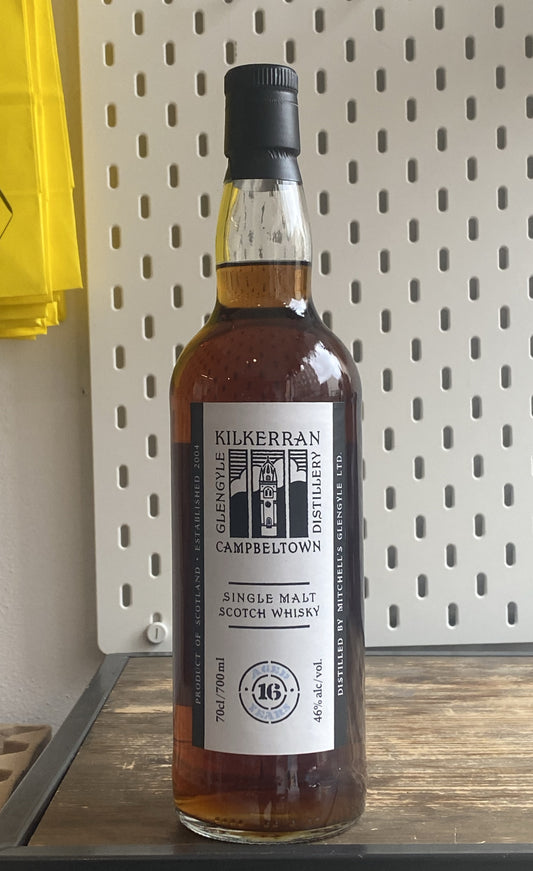 KILKERRAN
GLENGYLE
DISTILLERY
CAMPBELTOWN
SINGLE MALT
SCOTCH WHISKY
70cl/700ml
AGED
16
YEARS
46% alc/vol.
PRODUCT OF SCOTLAND • ESTABLISHED 2004
DISTILLED BY MITCHELL'S GLENGYLE LTD.